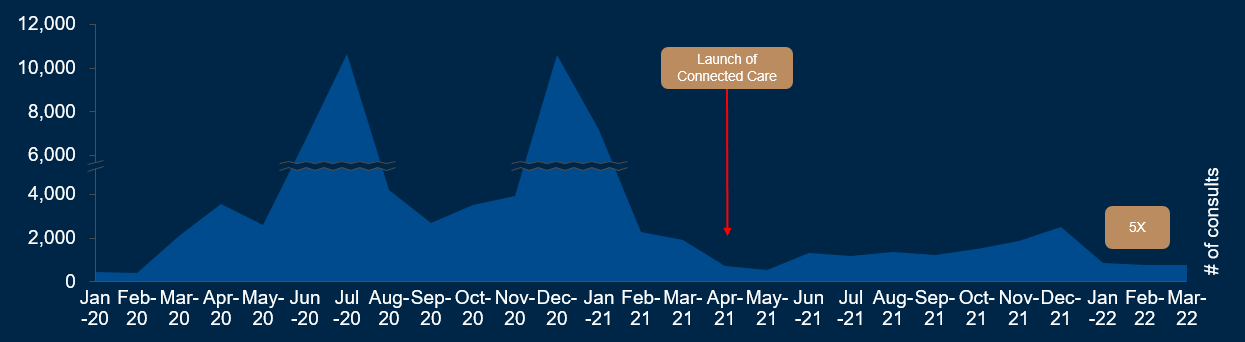 12,000
10,000
8,000
6,000
4,000
2,000
0
Launch of
Connected Care
5X
# of consults
Jan Feb- Mar- Apr- May- Jun Jul Aug- Sep- Oct- Nov- Dec- Jan Feb- Mar- Apr- May- Jun Jul Aug- Sep- Oct- Nov- Dec- Jan Feb- Mar-
-20 20 20 20 20 -20 -20 20 20 20 20 20 -21 21 21 21 21 -21 -21 21 21 21 21 21 -22 22 22